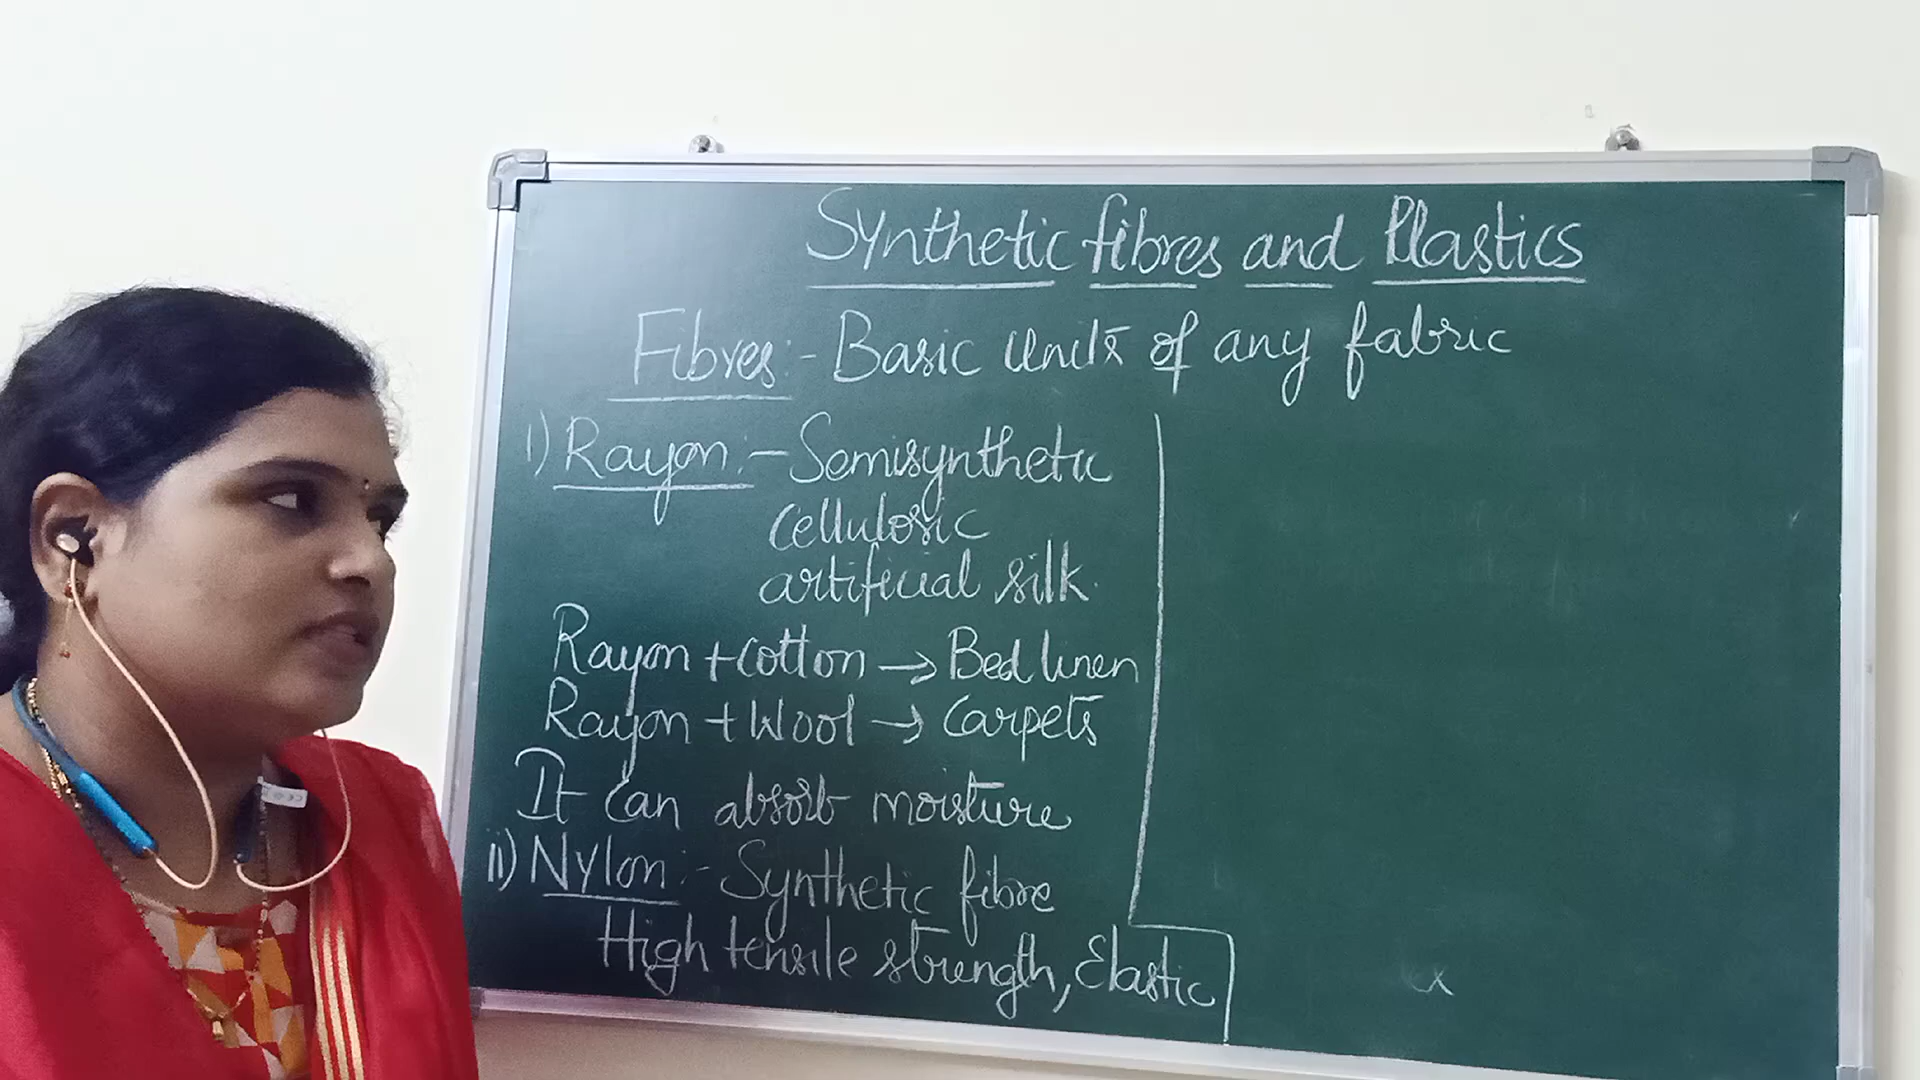 Synthetic fibres and Plastics
Fibres:- Basic units of any fabric
i) Rayon:- Semisynthetic
cellulosic
artificial silk.
Rayon + cotton → Bed linen
Rayon + Wool → Carpets
It can absorb moisture
ii) Nylon:- Synthetic fibre
High tensile strength, Elastic